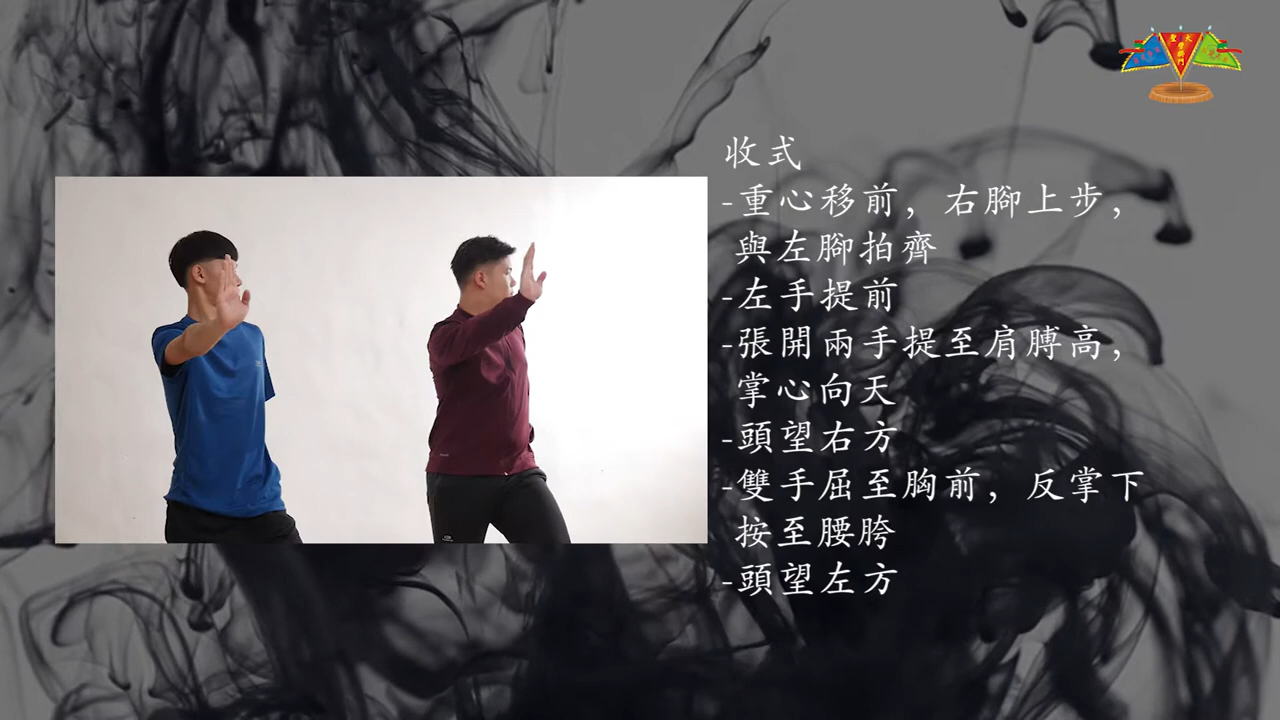 收式
-重心移前，右腳上步，
與左腳拍齊
-左手提前
-張開兩手提至肩膊高，
掌心向天
-頭望右方
-雙手屈至胸前，反掌下
按至腰胯
-頭望左方